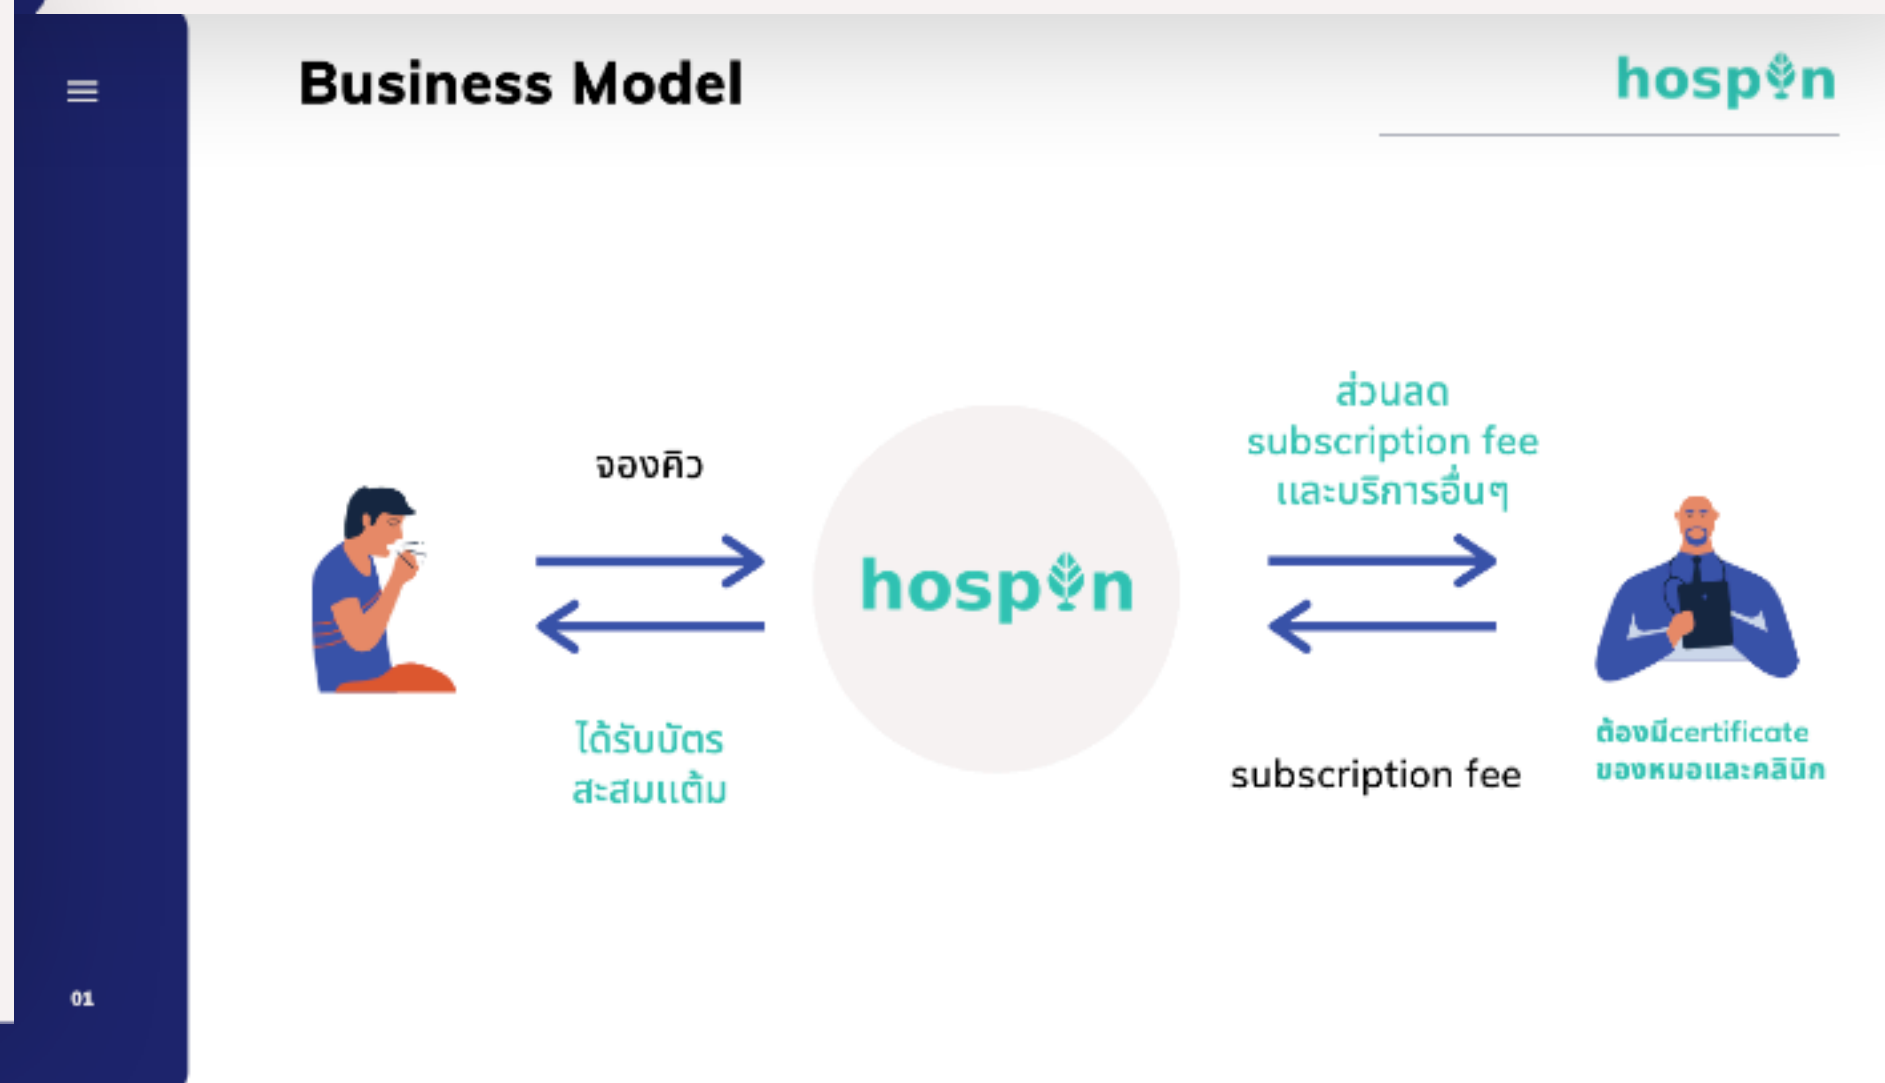 Business Model
hospin
จองคิว
ส่วนลด
subscription fee
และบริการอื่นๆ
hospin
ได้รับบัตร
สะสมแต้ม
subscription fee
ต้องมีcertificate
ของหมอและคลินิก
01